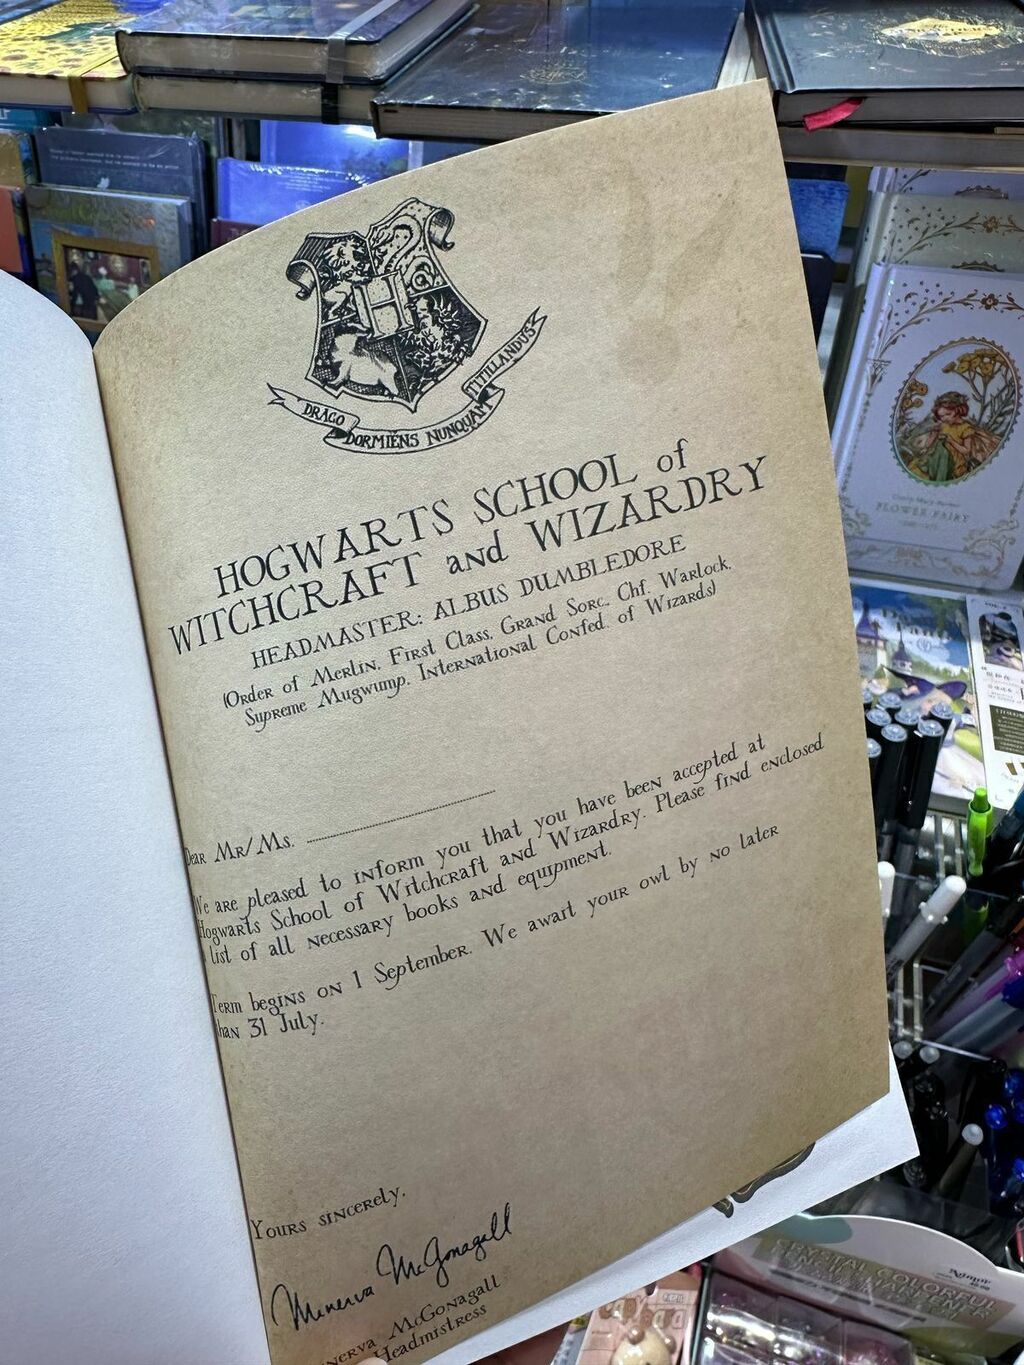 DRACO
DORMIENS NUNQUAM
TITILLANDUS
HOGWARTS SCHOOL of
WITCHCRAFT and WIZARDRY
HEADMASTER: ALBUS DUMBLEDORE
(Order of Merlin, First Class, Grand Sorc., Chf. Warlock,
Supreme Mugwump, International Confed. of Wizards)
Dear Mr/Ms.
We are pleased to inform you that you have been accepted at
Hogwarts School of Witchcraft and Wizardry. Please find enclosed
list of all necessary books and equipment.
Term begins on 1 September. We await your owl by no later
than 31 July.
Yours sincerely,
Minerva McGonagall
nerva McGonagall
Headmistress
FLOWER FAIRY